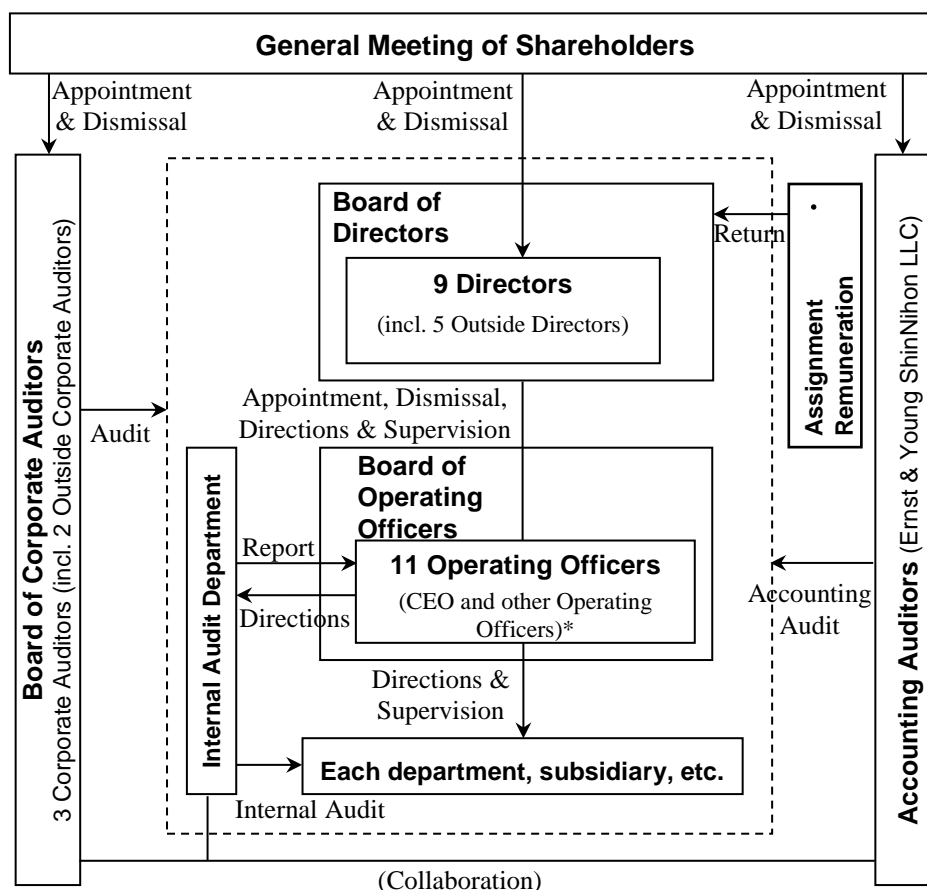 General Meeting of Shareholders
Appointment
& Dismissal
Appointment
& Dismissal
Appointment
& Dismissal
Board of Corporate Auditors
3 Corporate Auditors (incl. 2 Outside Corporate Auditors)
Board of
Directors
9 Directors
(incl. 5 Outside Directors)
Return
Assignment ・
Remuneration
Accounting Auditors (Ernst & Young ShinNihon LLC)
Audit
Appointment, Dismissal,
Directions & Supervision
Internal Audit Department
Board of
Operating
Officers
Report
11 Operating Officers
(CEO and other Operating
Officers)*
Directions
Accounting
Audit
Directions &
Supervision
Each department, subsidiary, etc.
Internal Audit
(Collaboration)